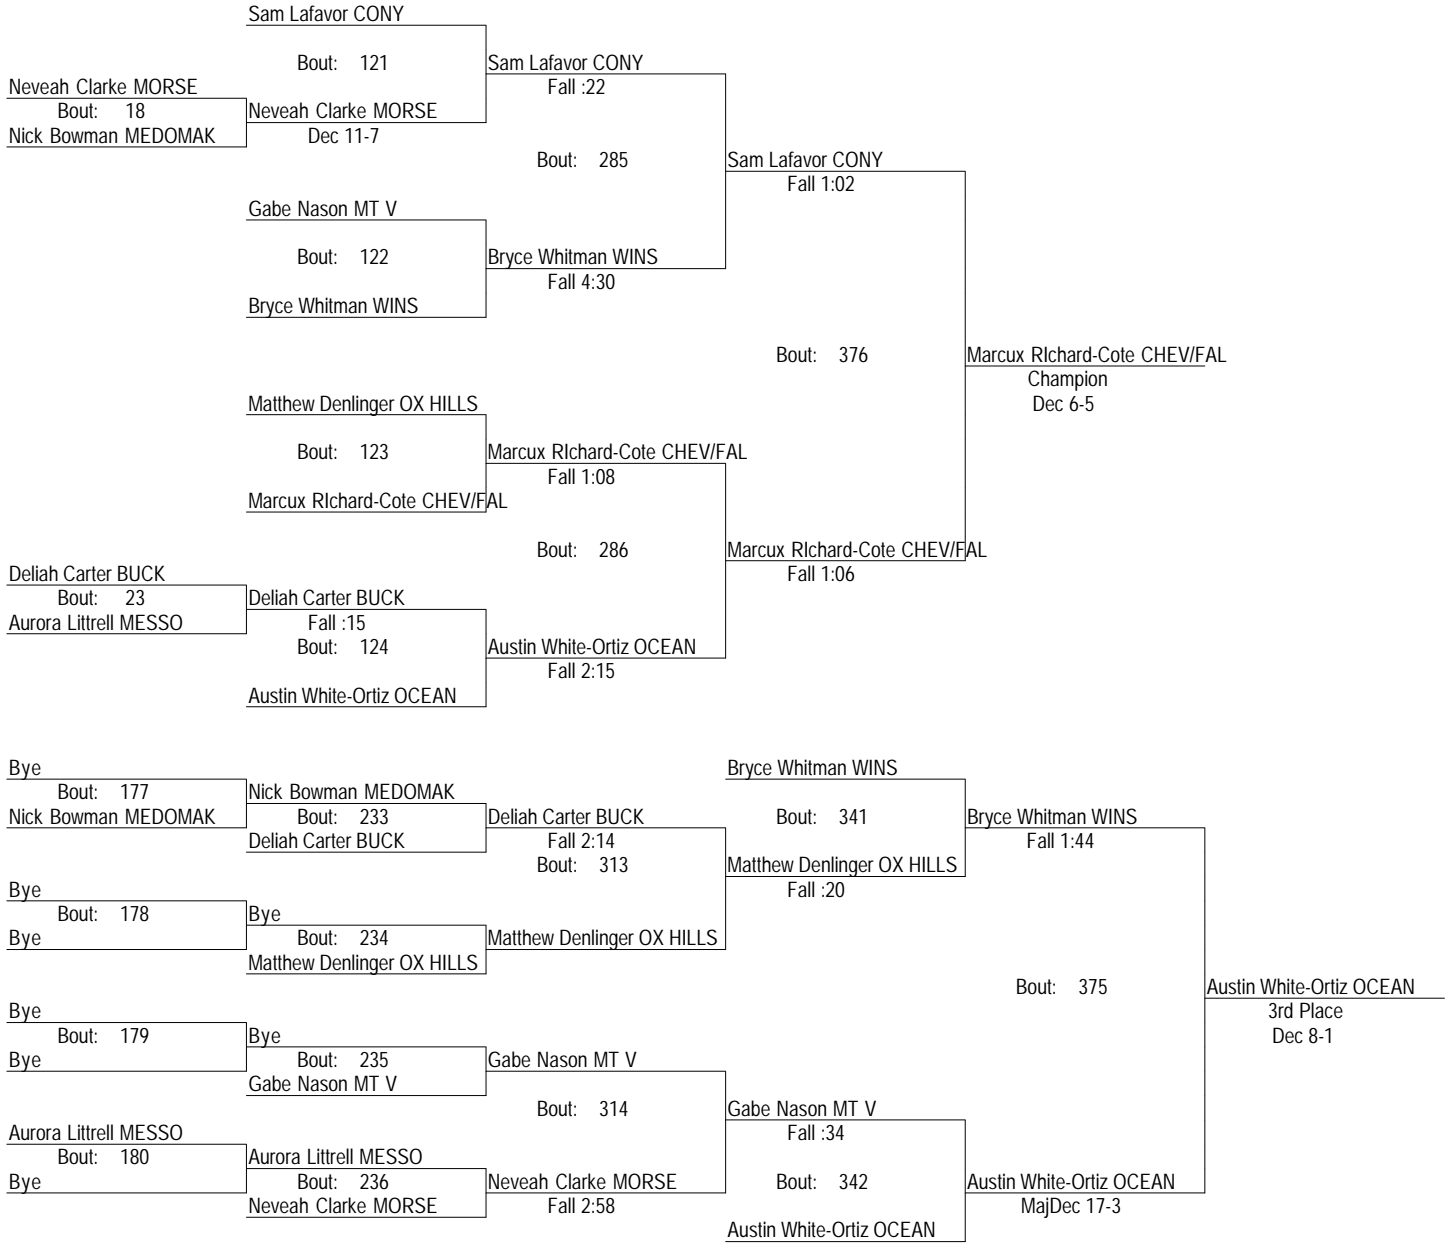 Sam Lafavor CONY
Bout: 121
Sam Lafavor CONY
Neveah Clarke MORSE
Fall :22
Bout: 18
Neveah Clarke MORSE
Nick Bowman MEDOMAK
Dec 11-7
Bout: 285
Sam Lafavor CONY
Fall 1:02
Gabe Nason MT V
Bout: 122
Bryce Whitman WINS
Fall 4:30
Bryce Whitman WINS
Bout: 376
Marcux RIchard-Cote CHEV/FAL
Champion
Dec 6-5
Matthew Denlinger OX HILLS
Bout: 123
Marcux RIchard-Cote CHEV/FAL
Fall 1:08
Marcux RIchard-Cote CHEV/FAL
Bout: 286
Marcux RIchard-Cote CHEV/FAL
Fall 1:06
Deliah Carter BUCK
Bout: 23
Deliah Carter BUCK
Aurora Littrell MESSO
Fall :15
Bout: 124
Austin White-Ortiz OCEAN
Fall 2:15
Austin White-Ortiz OCEAN
Bye
Bryce Whitman WINS
Bout: 177
Nick Bowman MEDOMAK
Nick Bowman MEDOMAK
Bout: 233
Deliah Carter BUCK
Bout: 341
Bryce Whitman WINS
Deliah Carter BUCK
Fall 2:14
Fall 1:44
Bout: 313
Matthew Denlinger OX HILLS
Bye
Fall :20
Bout: 178
Bye
Bye
Bout: 234
Matthew Denlinger OX HILLS
Matthew Denlinger OX HILLS
Bout: 375
Austin White-Ortiz OCEAN
Bye
3rd Place
Bout: 179
Bye
Dec 8-1
Bye
Bout: 235
Gabe Nason MT V
Gabe Nason MT V
Bout: 314
Gabe Nason MT V
Aurora Littrell MESSO
Fall :34
Bout: 180
Aurora Littrell MESSO
Bye
Bout: 236
Neveah Clarke MORSE
Bout: 342
Austin White-Ortiz OCEAN
Neveah Clarke MORSE
Fall 2:58
MajDec 17-3
Austin White-Ortiz OCEAN